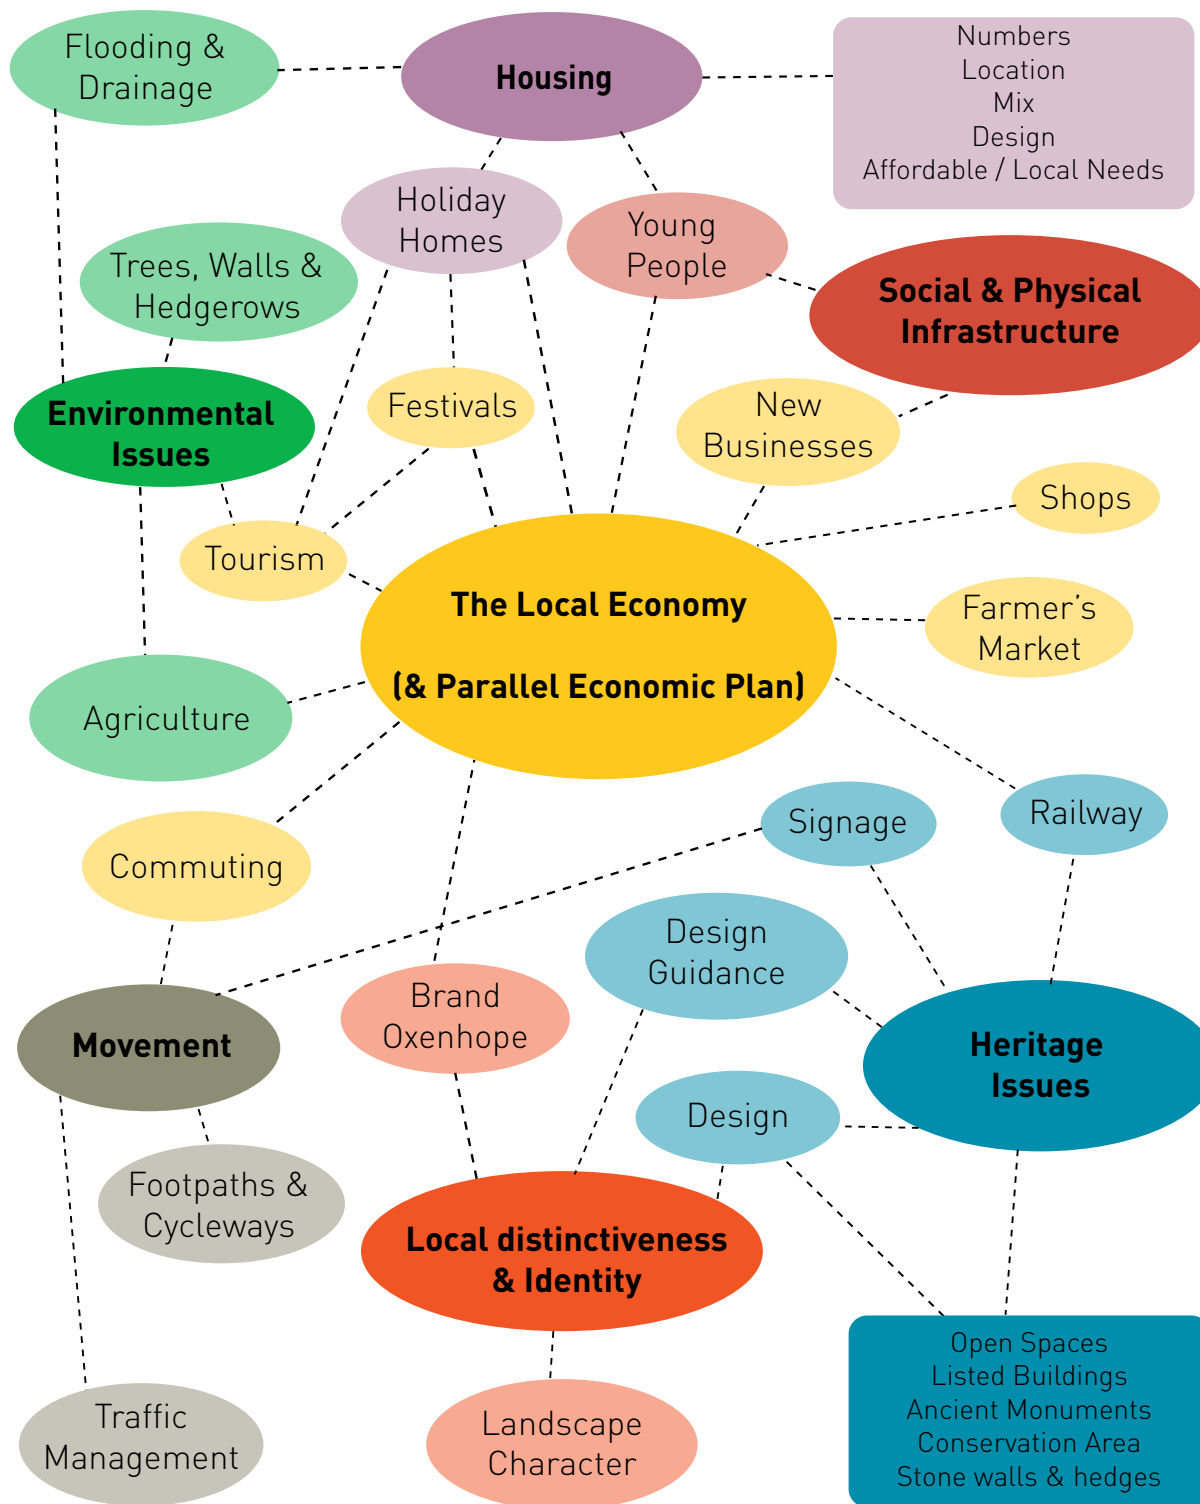 Flooding &
Drainage
Housing
Numbers
Location
Mix
Design
Affordable / Local Needs
Holiday
Homes
Young
People
Trees, Walls &
Hedgerows
Social & Physical
Infrastructure
Environmental
Issues
Festivals
New
Businesses
Shops
Tourism
The Local Economy
(& Parallel Economic Plan)
Farmer's
Market
Agriculture
Commuting
Signage
Railway
Design
Guidance
Brand
Oxenhope
Movement
Heritage
Issues
Design
Footpaths &
Cycleways
Local distinctiveness
& Identity
Open Spaces
Listed Buildings
Ancient Monuments
Conservation Area
Stone walls & hedges
Traffic
Management
Landscape
Character